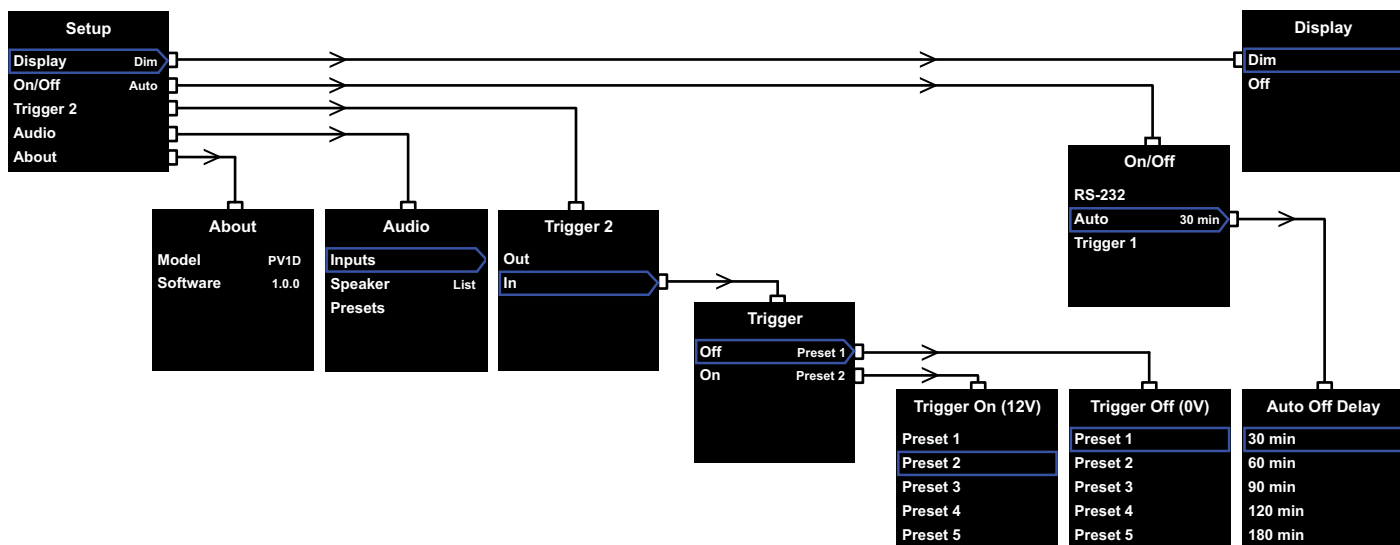 Setup
Display Dim
On/Off Auto
Trigger 2
Audio
About
Display
Dim
Off
On/Off
RS-232
Auto 30 min
Trigger 1
About
Model PV1D
Software 1.0.0
Audio
Inputs
Speaker List
Presets
Trigger 2
Out
In
Trigger
Off Preset 1
On Preset 2
Trigger On (12V)
Preset 1
Preset 2
Preset 3
Preset 4
Preset 5
Trigger Off (0V)
Preset 1
Preset 2
Preset 3
Preset 4
Preset 5
Auto Off Delay
30 min
60 min
90 min
120 min
180 min